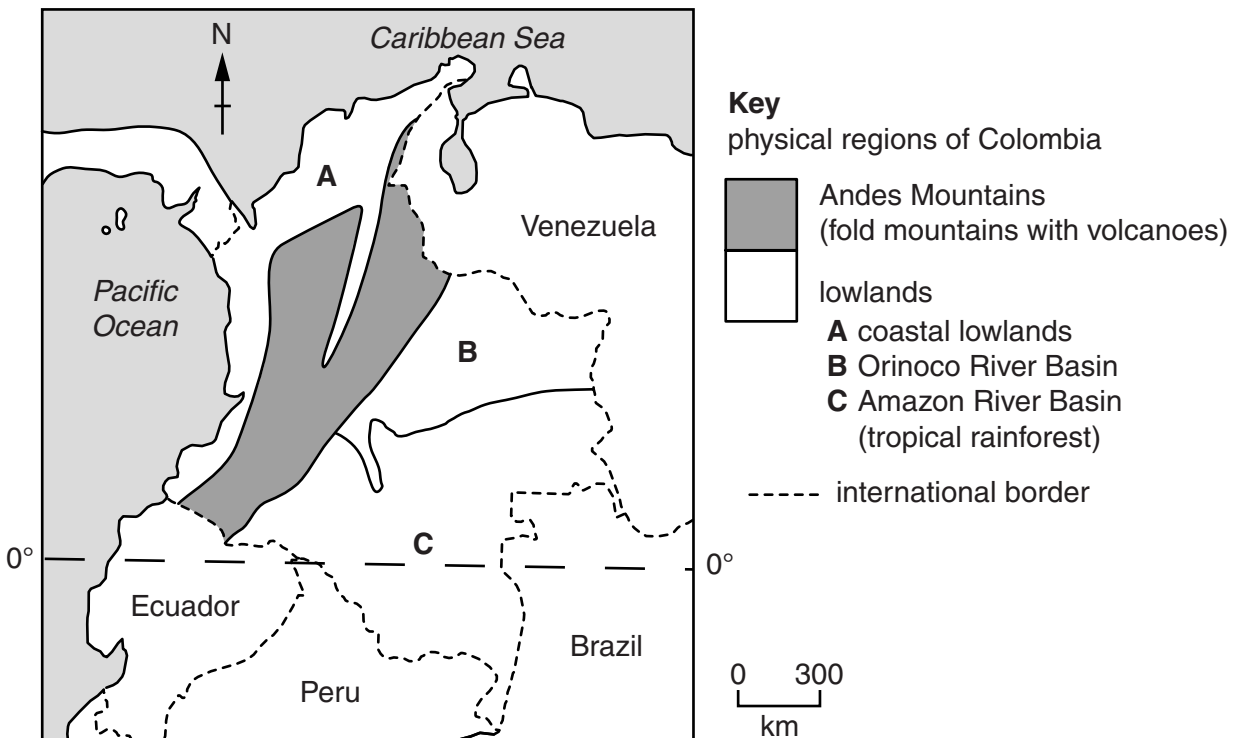 N
Caribbean Sea
A
Venezuela
Pacific
Ocean
B
C
0°
0°
Ecuador
Brazil
Peru
Key
physical regions of Colombia
Andes Mountains
(fold mountains with volcanoes)
lowlands
A coastal lowlands
B Orinoco River Basin
C Amazon River Basin
(tropical rainforest)
international border
0 300
km